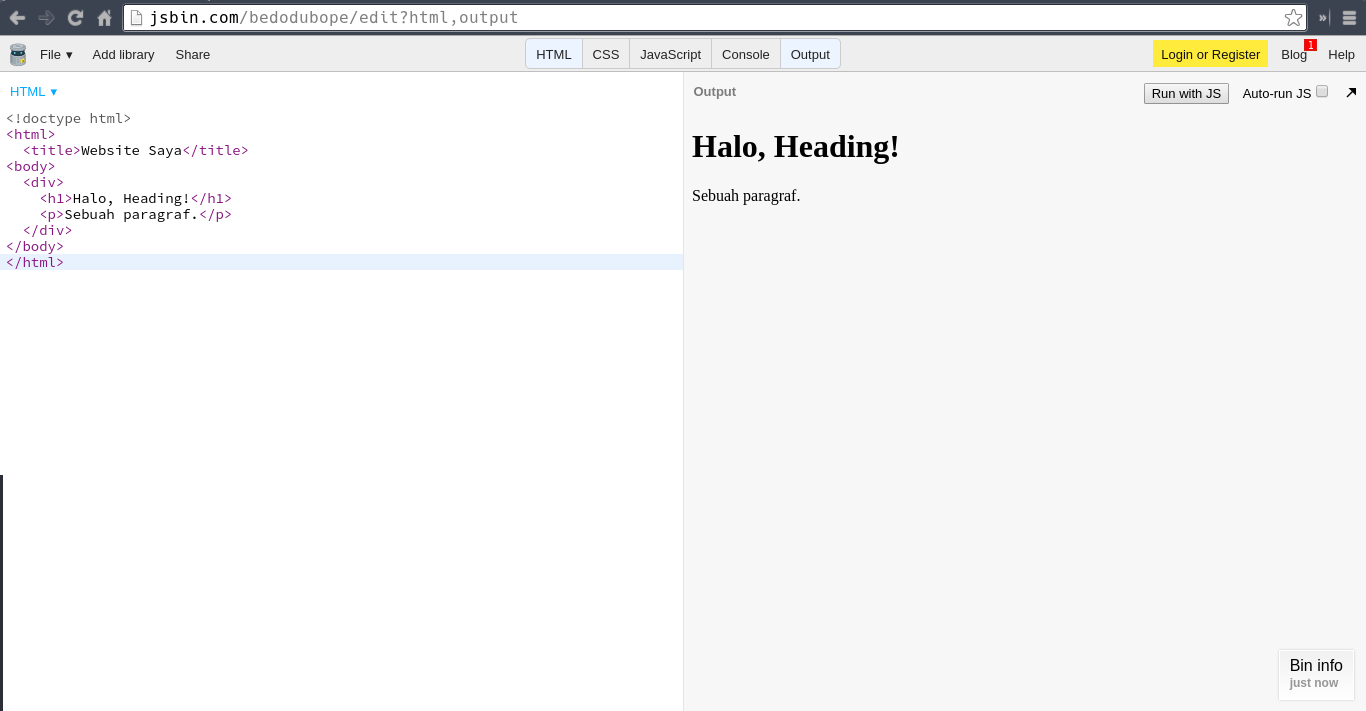 jsbin.com/bedodubope/edit?html,output
»
File ▾ Add library Share HTML CSS JavaScript Console Output Login or Register Blog 1 Help
HTML ▾
<!doctype html>
<html>
  <title>Website Saya</title>
<body>
  <div>
    <h1>Halo, Heading!</h1>
    <p>Sebuah paragraf.</p>
  </div>
</body>
</html>
Output Run with JS Auto-run JS
Halo, Heading!
Sebuah paragraf.
Bin info
just now